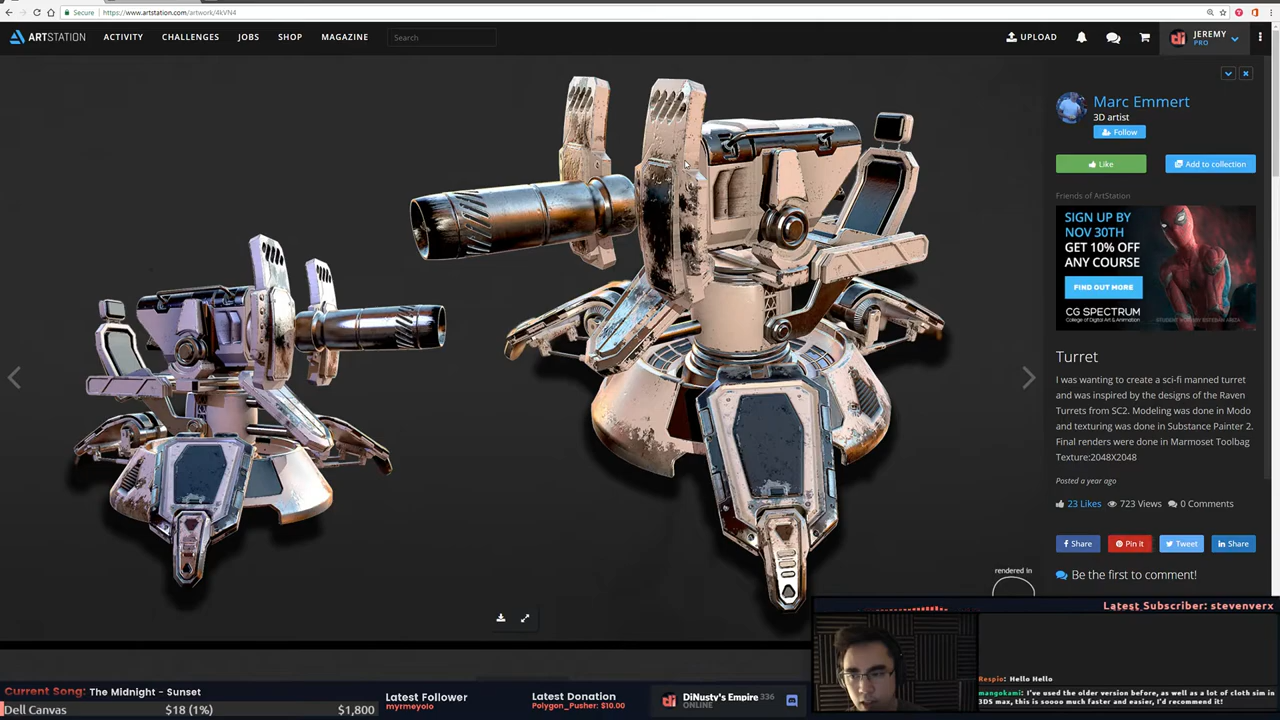 Secure
https://www.artstation.com/artwork/4kVN4
ARTSTATION
ACTIVITY
CHALLENGES
JOBS
SHOP
MAGAZINE
Search
UPLOAD
JEREMY
PRO
Marc Emmert
3D artist
Follow
Like
Add to collection
Friends of ArtStation
SIGN UP BY
NOV 30TH
GET 10% OFF
ANY COURSE
FIND OUT MORE
CG SPECTRUM
College of Digital Art & Animation
Turret
I was wanting to create a sci-fi manned turret
and was inspired by the designs of the Raven
Turrets from SC2. Modeling was done in Modo
and texturing was done in Substance Painter 2.
Final renders were done in Marmoset Toolbag
Texture:2048X2048
Posted a year ago
23 Likes
723 Views
0 Comments
Share
Pin it
Tweet
Share
Be the first to comment!
rendered in
Latest Subscriber: stevenverx
Respio: Hello Hello
mangokami: I've used the older version before, as well as a lot of cloth sim in
3DS max, this is soooo much faster and easier, I'd recommend it!
Current Song: The Midnight - Sunset
Dell Canvas
$18 (1%)
$1,800
Latest Follower
myrmeyolo
Latest Donation
Polygon_Pusher: $10.00
DiNusty's Empire 336
ONLINE